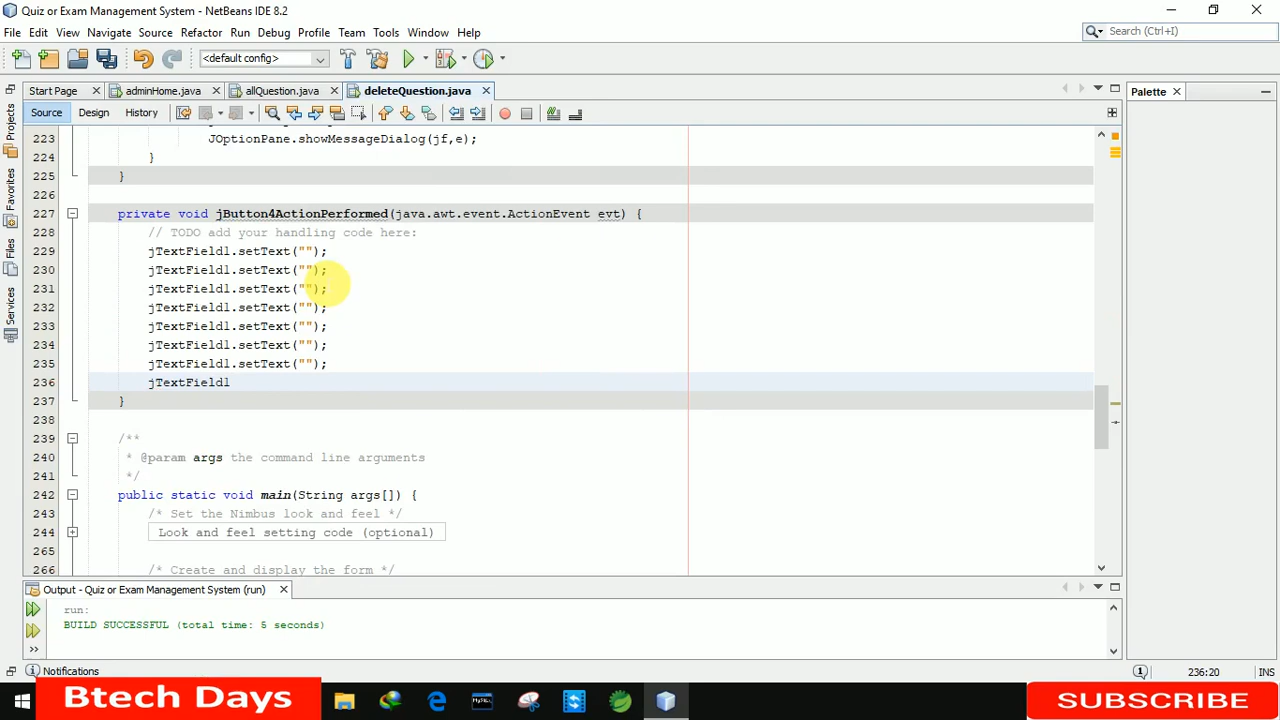 Quiz or Exam Management System - NetBeans IDE 8.2
File Edit View Navigate Source Refactor Run Debug Profile Team Tools Window Help
Search (Ctrl+I)
<default config>
Start Page adminHome.java allQuestion.java deleteQuestion.java
Palette
Source Design History
Projects
Favorites
Files
Services
223 JOptionPane.showMessageDialog(jf,e);
224 }
225 }
226
227 private void jButton4ActionPerformed(java.awt.event.ActionEvent evt) {
228 // TODO add your handling code here:
229 jTextField1.setText("");
230 jTextField1.setText("");
231 jTextField1.setText("");
232 jTextField1.setText("");
233 jTextField1.setText("");
234 jTextField1.setText("");
235 jTextField1.setText("");
236 jTextField1
237 }
238
239 /**
240 * @param args the command line arguments
241 */
242 public static void main(String args[]) {
243 /* Set the Nimbus look and feel */
244 Look and feel setting code (optional)
265
266 /* Create and display the form */
Output - Quiz or Exam Management System (run)
run:
BUILD SUCCESSFUL (total time: 5 seconds)
Notifications
1
236:20
INS
Btech Days
SUBSCRIBE